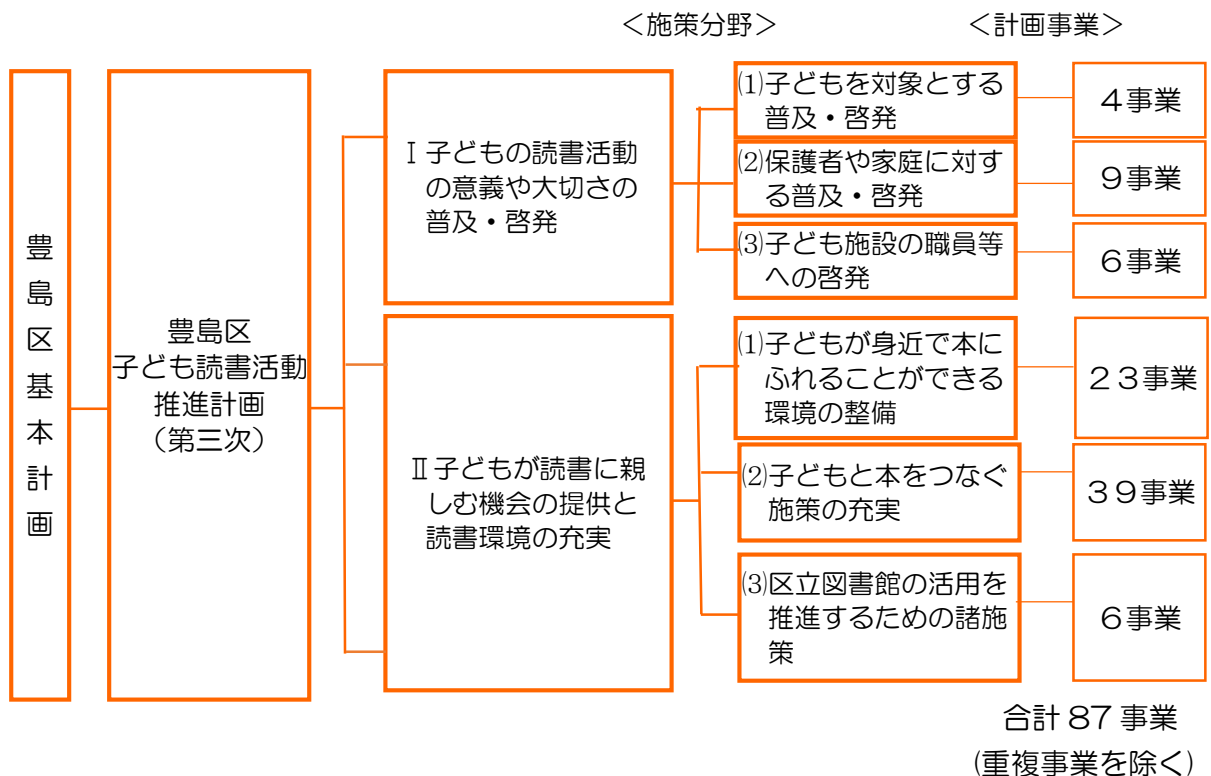 ＜施策分野＞
＜計画事業＞
豊島区基本計画
豊島区
子ども読書活動
推進計画
（第三次）
Ⅰ子どもの読書活動
の意義や大切さの
普及・啓発
⑴子どもを対象とする
普及・啓発
４事業
⑵保護者や家庭に対す
る普及・啓発
９事業
⑶子ども施設の職員等
への啓発
６事業
Ⅱ子どもが読書に親
しむ機会の提供と
読書環境の充実
⑴子どもが身近で本に
ふれることができる
環境の整備
２３事業
⑵子どもと本をつなぐ
施策の充実
３９事業
⑶区立図書館の活用を
推進するための諸施
策
６事業
合計 87 事業
(重複事業を除く)